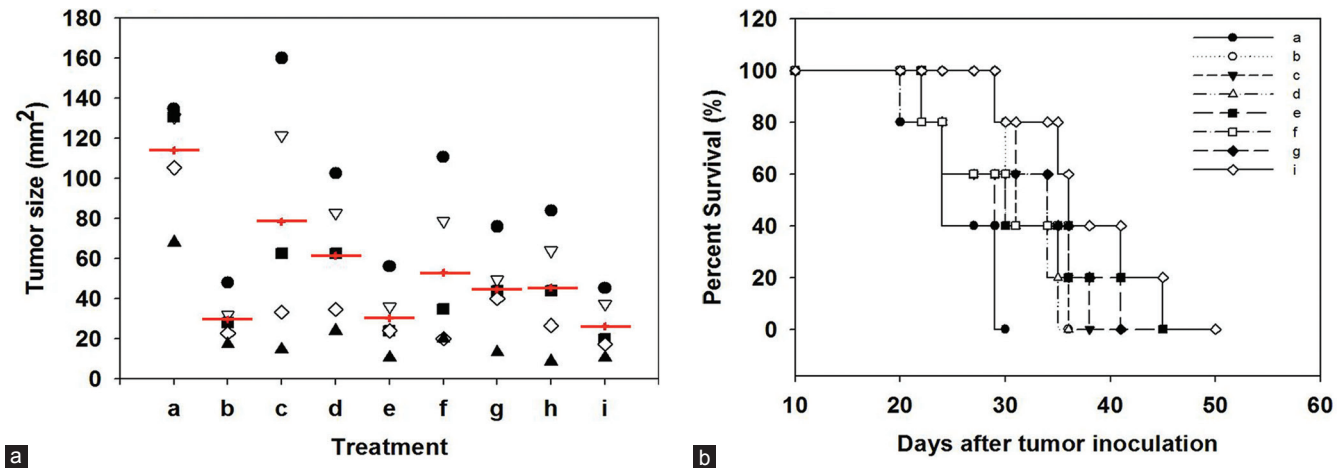 180
160
140
120
100
80
60
40
20
0
Tumor size (mm²)
a b c d e f g h i
Treatment
a
120
100
80
60
40
20
0
Percent Survival (%)
a
b
c
d
e
f
g
i
10 20 30 40 50 60
Days after tumor inoculation
b